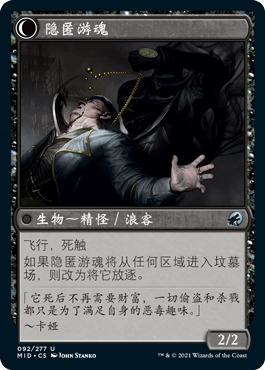 隐匿游魂
生物～精怪／浪客
飞行，死触
如果隐匿游魂将从任何区域进入坟墓
场，则改为将它放逐。
「它死后不再需要财富，一切偷盗和杀戮
都只是为了满足自身的恶毒趣味。」
～卡娅
2/2
092/277 U
MID • CS JOHN STANKO
™ & © 2021 Wizards of the Coast